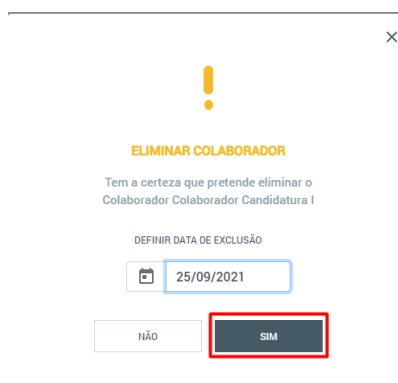 ELIMINAR COLABORADOR
Tem a certeza que pretende eliminar o
Colaborador Colaborador Candidatura I
DEFINIR DATA DE EXCLUSÃO
25/09/2021
NÃO
SIM